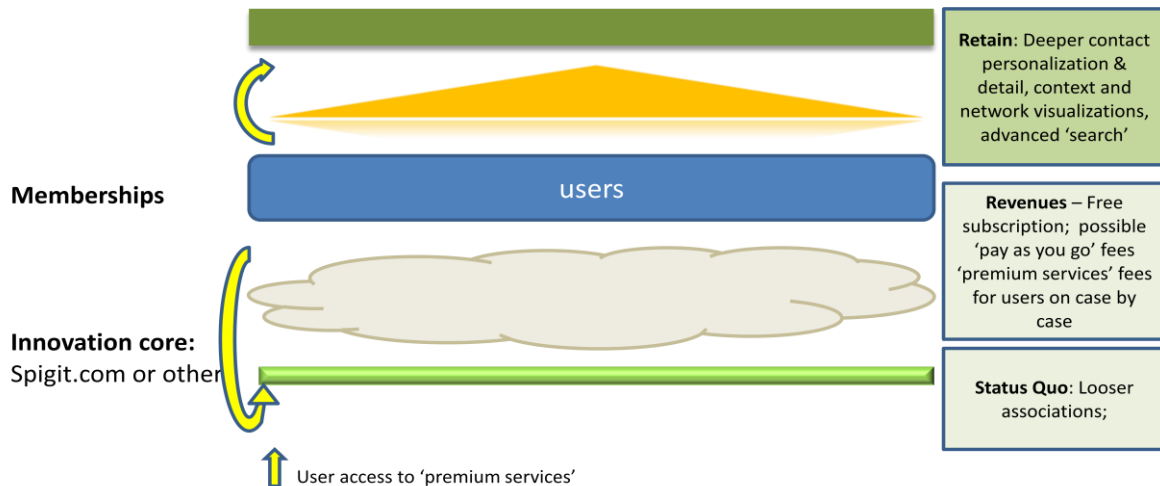 Retain: Deeper contact
personalization &
detail, context and
network visualizations,
advanced ‘search’
Memberships
users
Revenues – Free
subscription; possible
‘pay as you go’ fees
‘premium services’ fees
for users on case by
case
Innovation core:
Spigit.com or other
Status Quo: Looser
associations;
User access to ‘premium services’